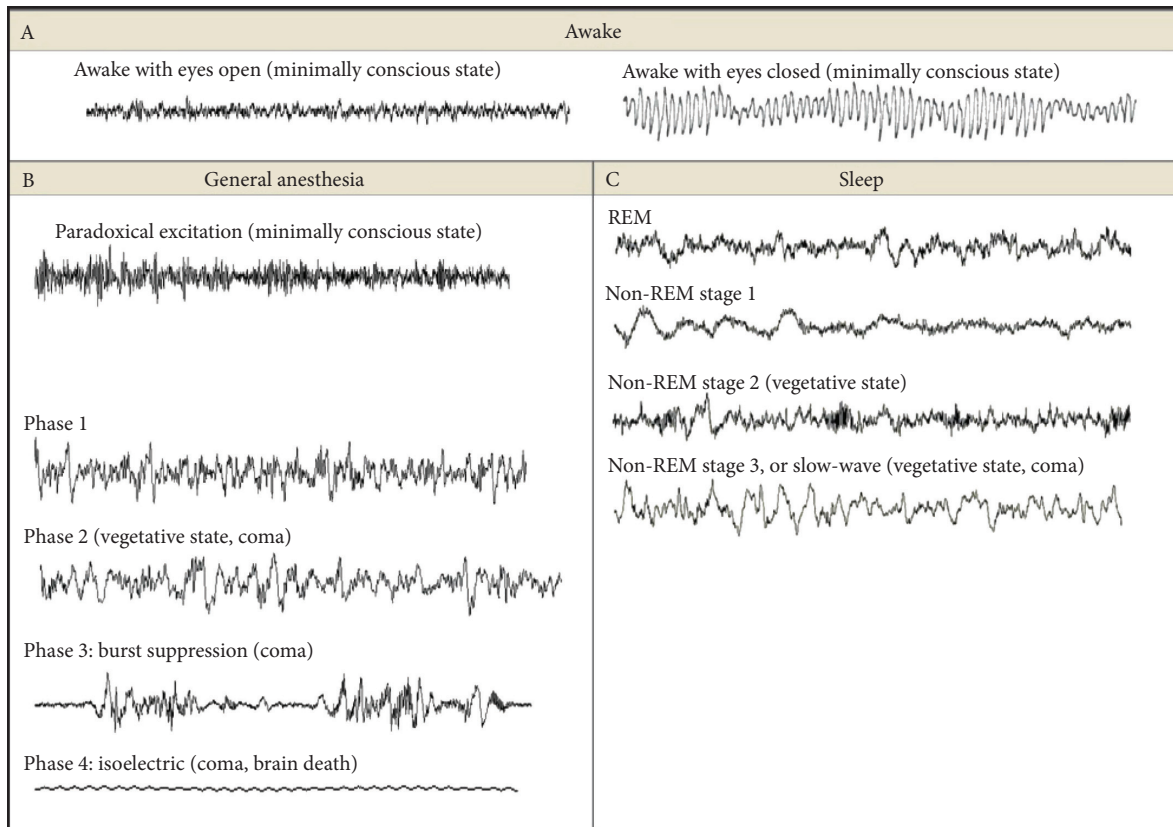 A
Awake
Awake with eyes open (minimally conscious state)
Awake with eyes closed (minimally conscious state)
B
General anesthesia
Paradoxical excitation (minimally conscious state)
Phase 1
Phase 2 (vegetative state, coma)
Phase 3: burst suppression (coma)
Phase 4: isoelectric (coma, brain death)
C
Sleep
REM
Non-REM stage 1
Non-REM stage 2 (vegetative state)
Non-REM stage 3, or slow-wave (vegetative state, coma)